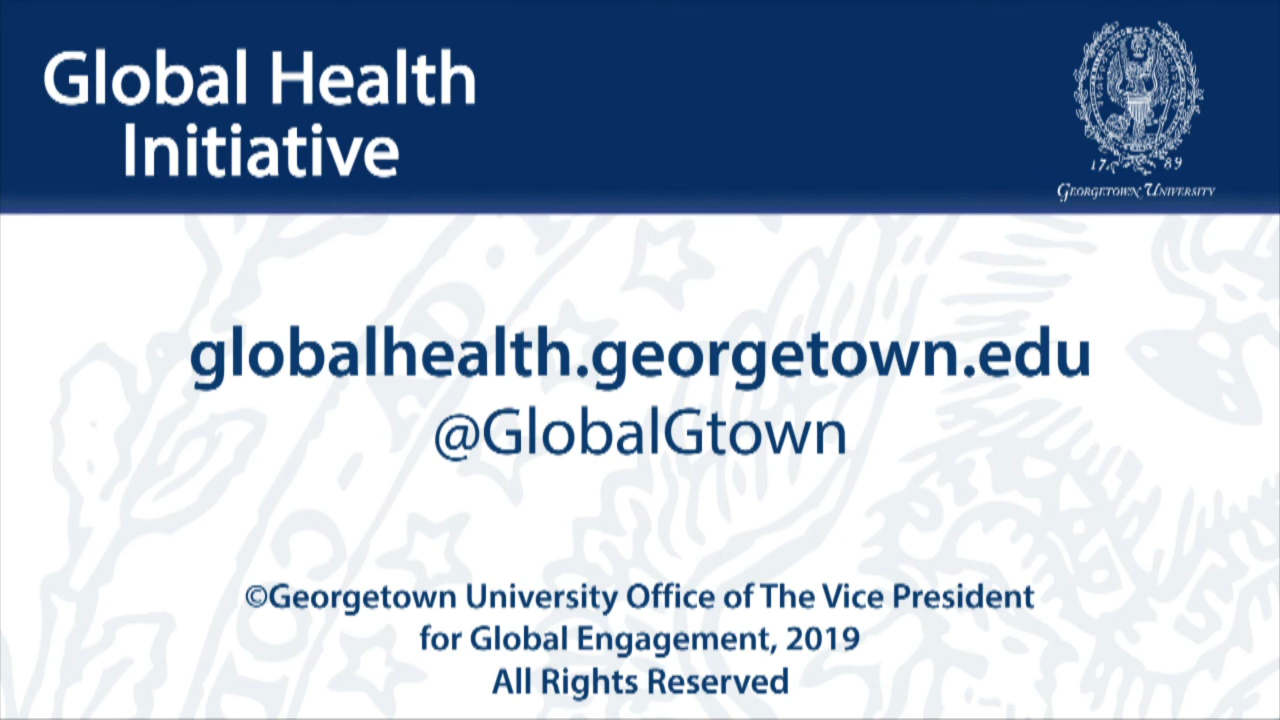 Global Health
Initiative
17 89
GEORGETOWN UNIVERSITY
globalhealth.georgetown.edu
@GlobalGtown
©Georgetown University Office of The Vice President
for Global Engagement, 2019
All Rights Reserved